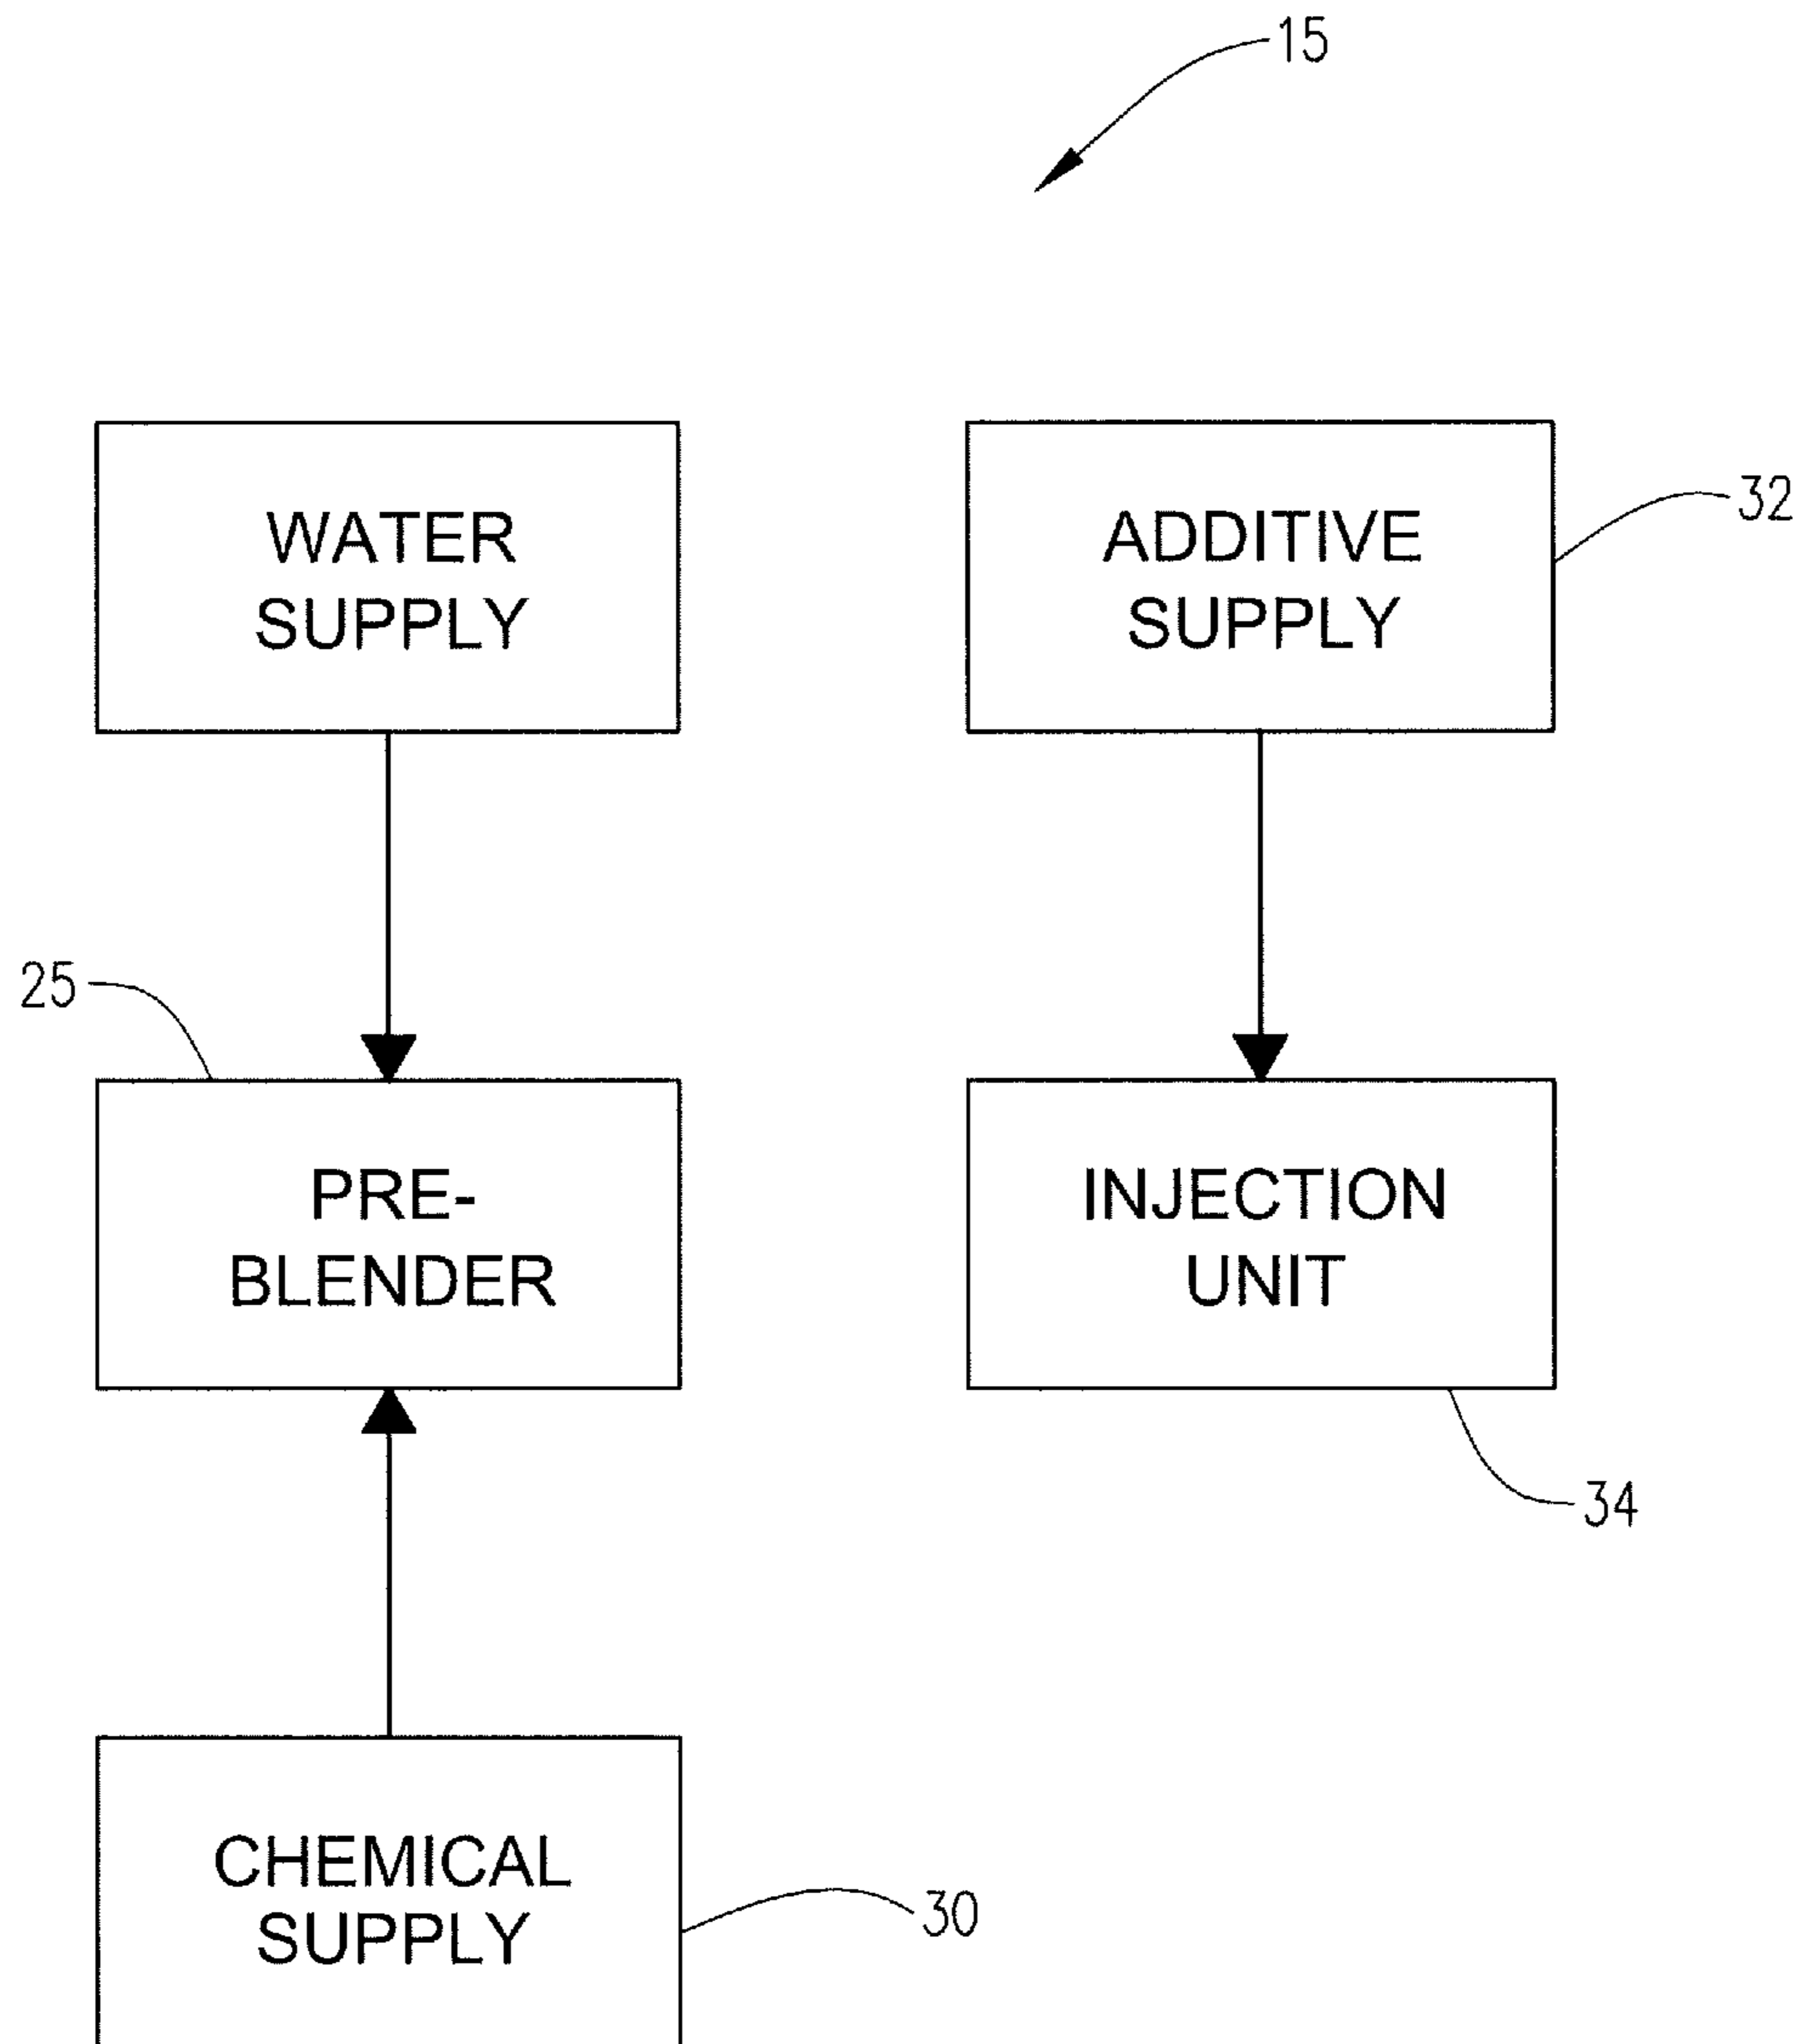 15
WATER
SUPPLY
ADDITIVE
SUPPLY
32
25
PRE-
BLENDER
INJECTION
UNIT
34
CHEMICAL
SUPPLY
30